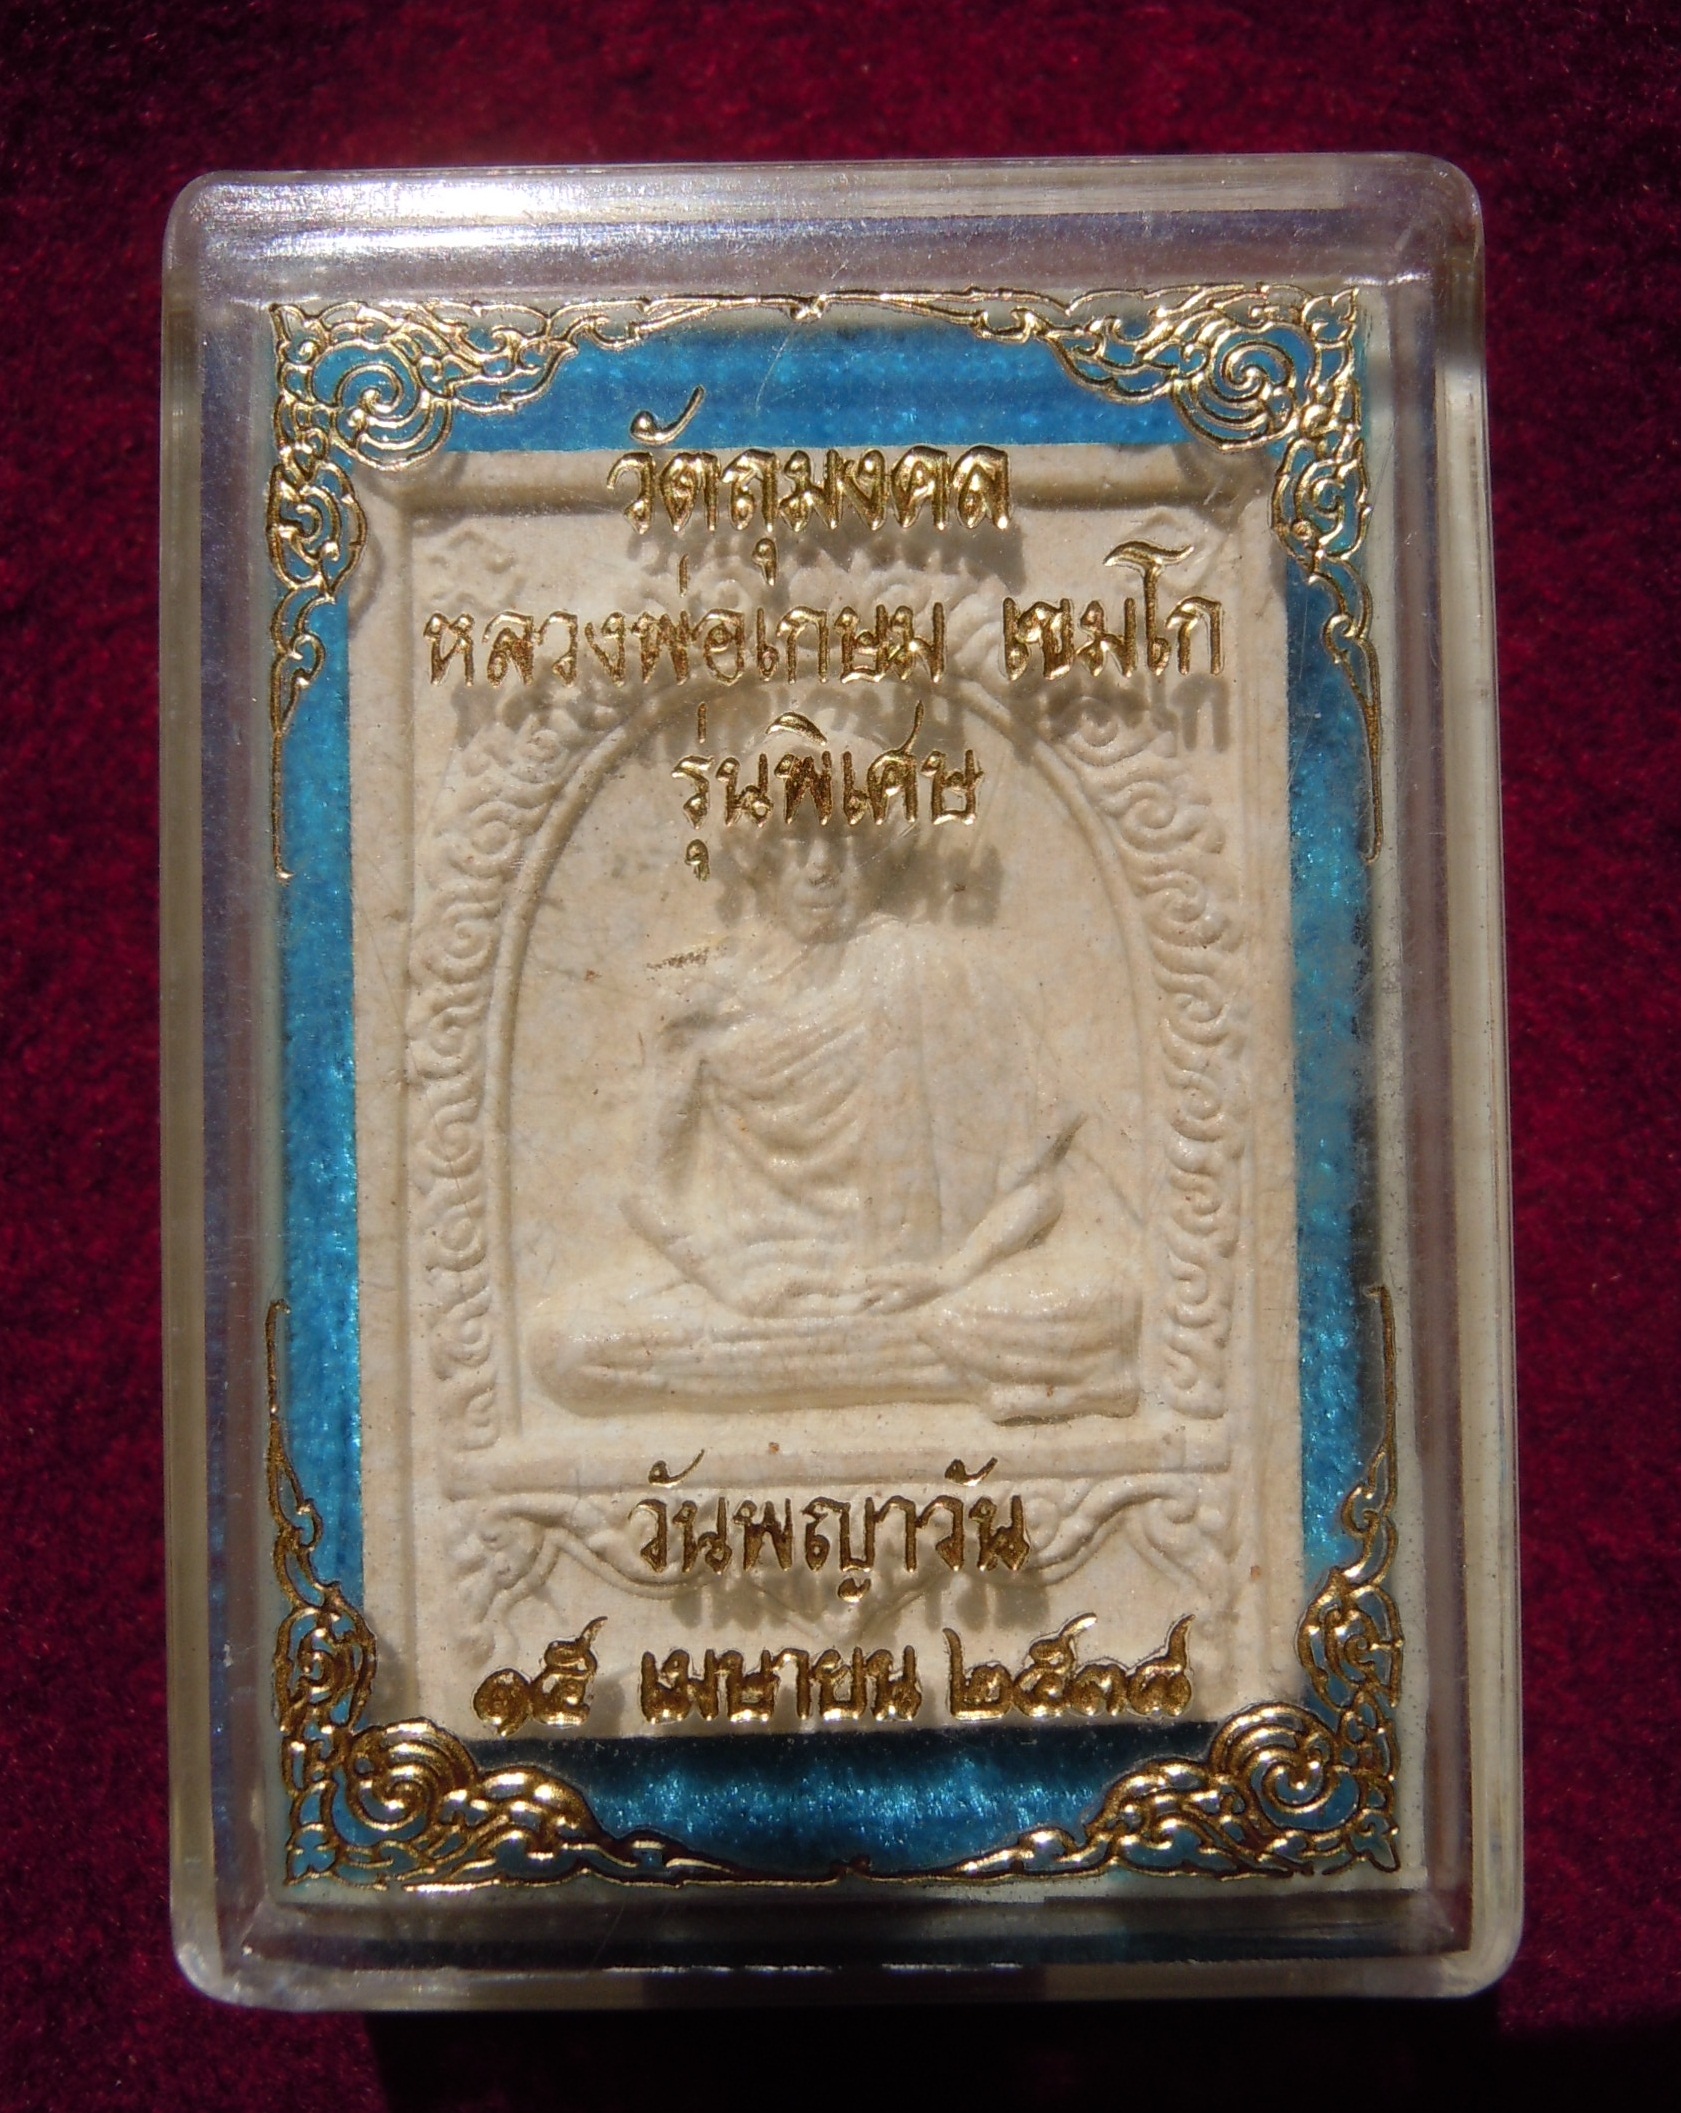 วัตถุมงคล
หลวงพ่อเกษม เขมโก
รุ่นพิเศษ
วันพญาวัน
๑๕ เมษายน ๒๕๓๘